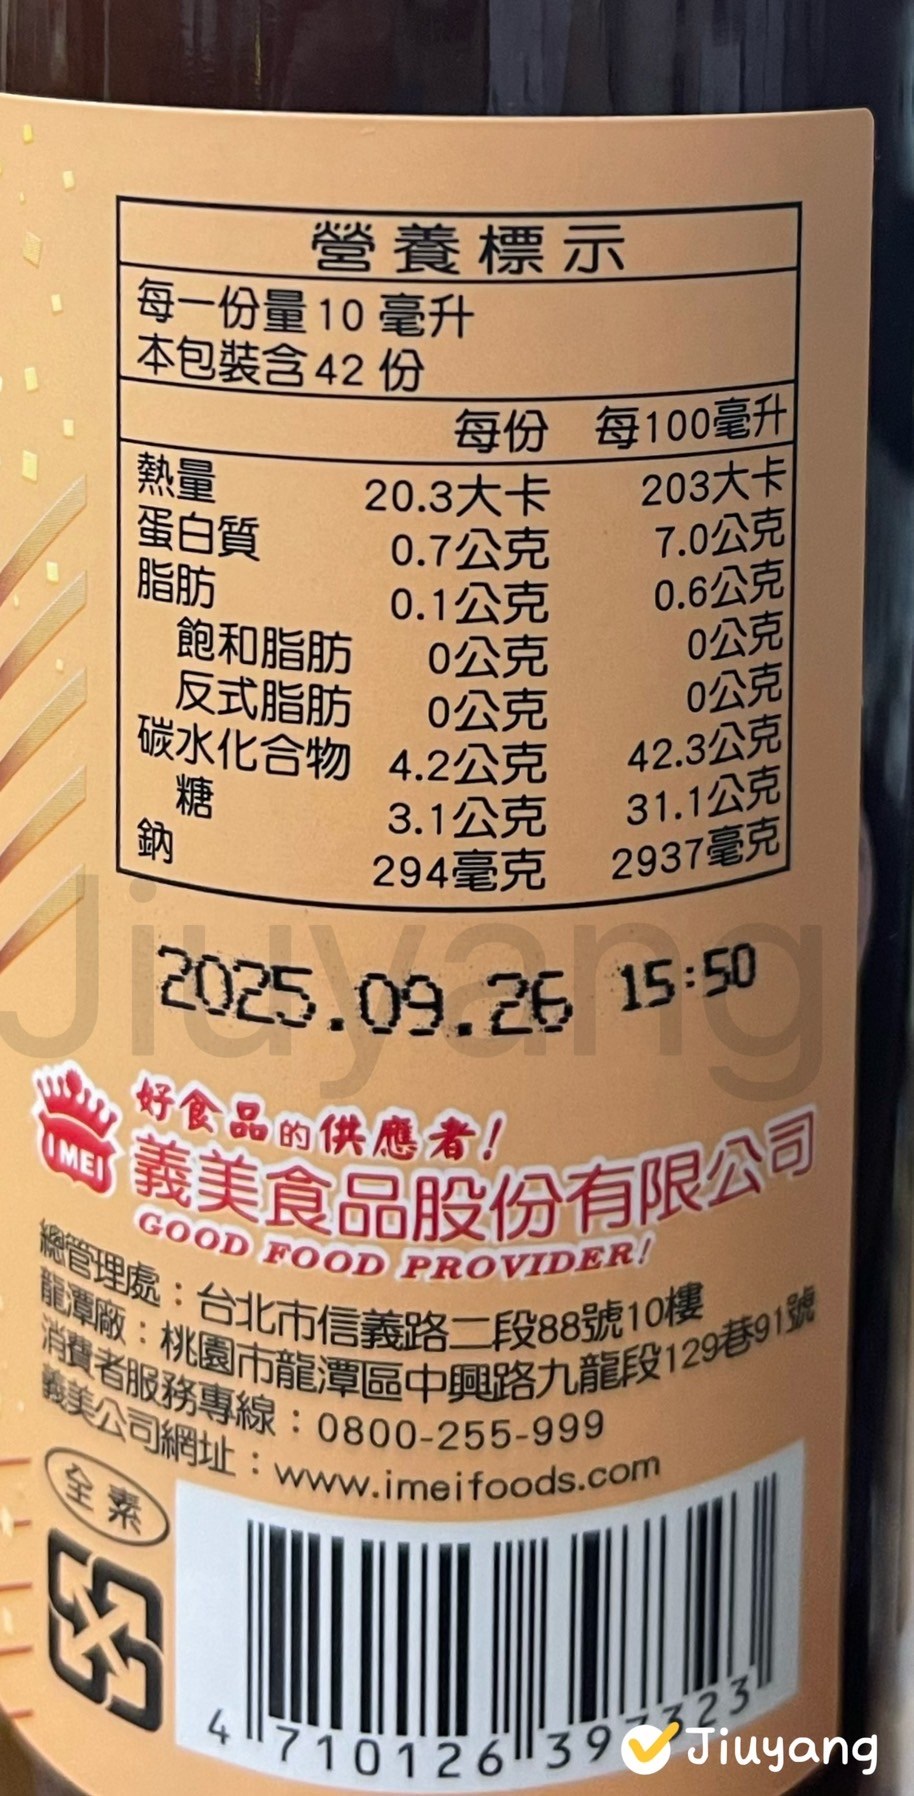 營養標示
每一份量10毫升
本包裝含42份
每份 每100毫升
熱量 20.3大卡 203大卡
蛋白質 0.7公克 7.0公克
脂肪 0.1公克 0.6公克
飽和脂肪 0公克 0公克
反式脂肪 0公克 0公克
碳水化合物 4.2公克 42.3公克
糖 3.1公克 31.1公克
鈉 294毫克 2937毫克
Jiuyang
2025.09.26 15:50
好食品的供應者!
IMEI
義美食品股份有限公司
GOOD FOOD PROVIDER!
總管理處:台北市信義路二段88號10樓
龍潭廠:桃園市龍潭區中興路九龍段129巷91號
消費者服務專線:0800-255-999
義美公司網址:www.imeifoods.com
全素
4 710126 39
Jiuyang